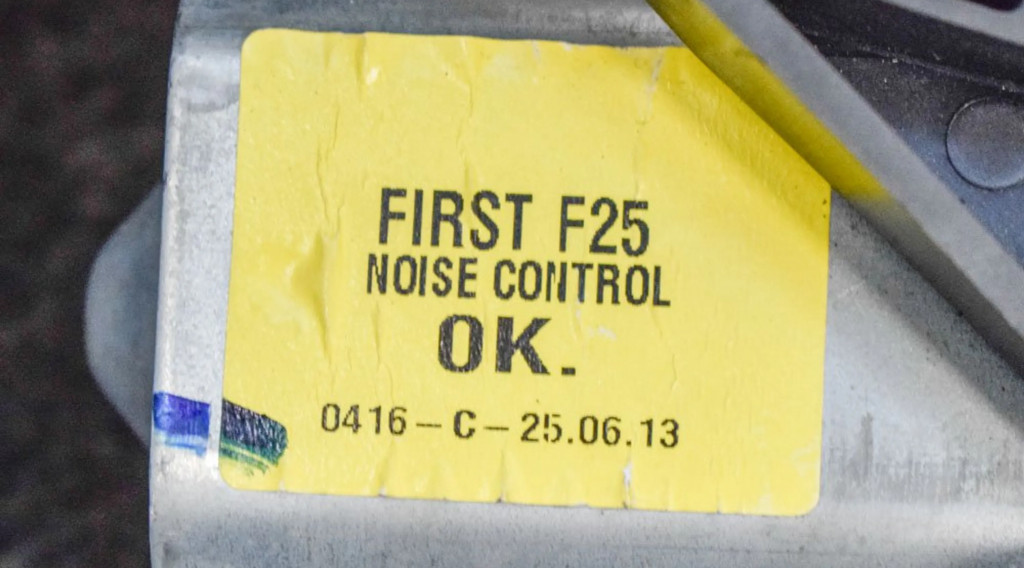 FIRST F25
NOISE CONTROL
OK.
0416 – C – 25.06.13